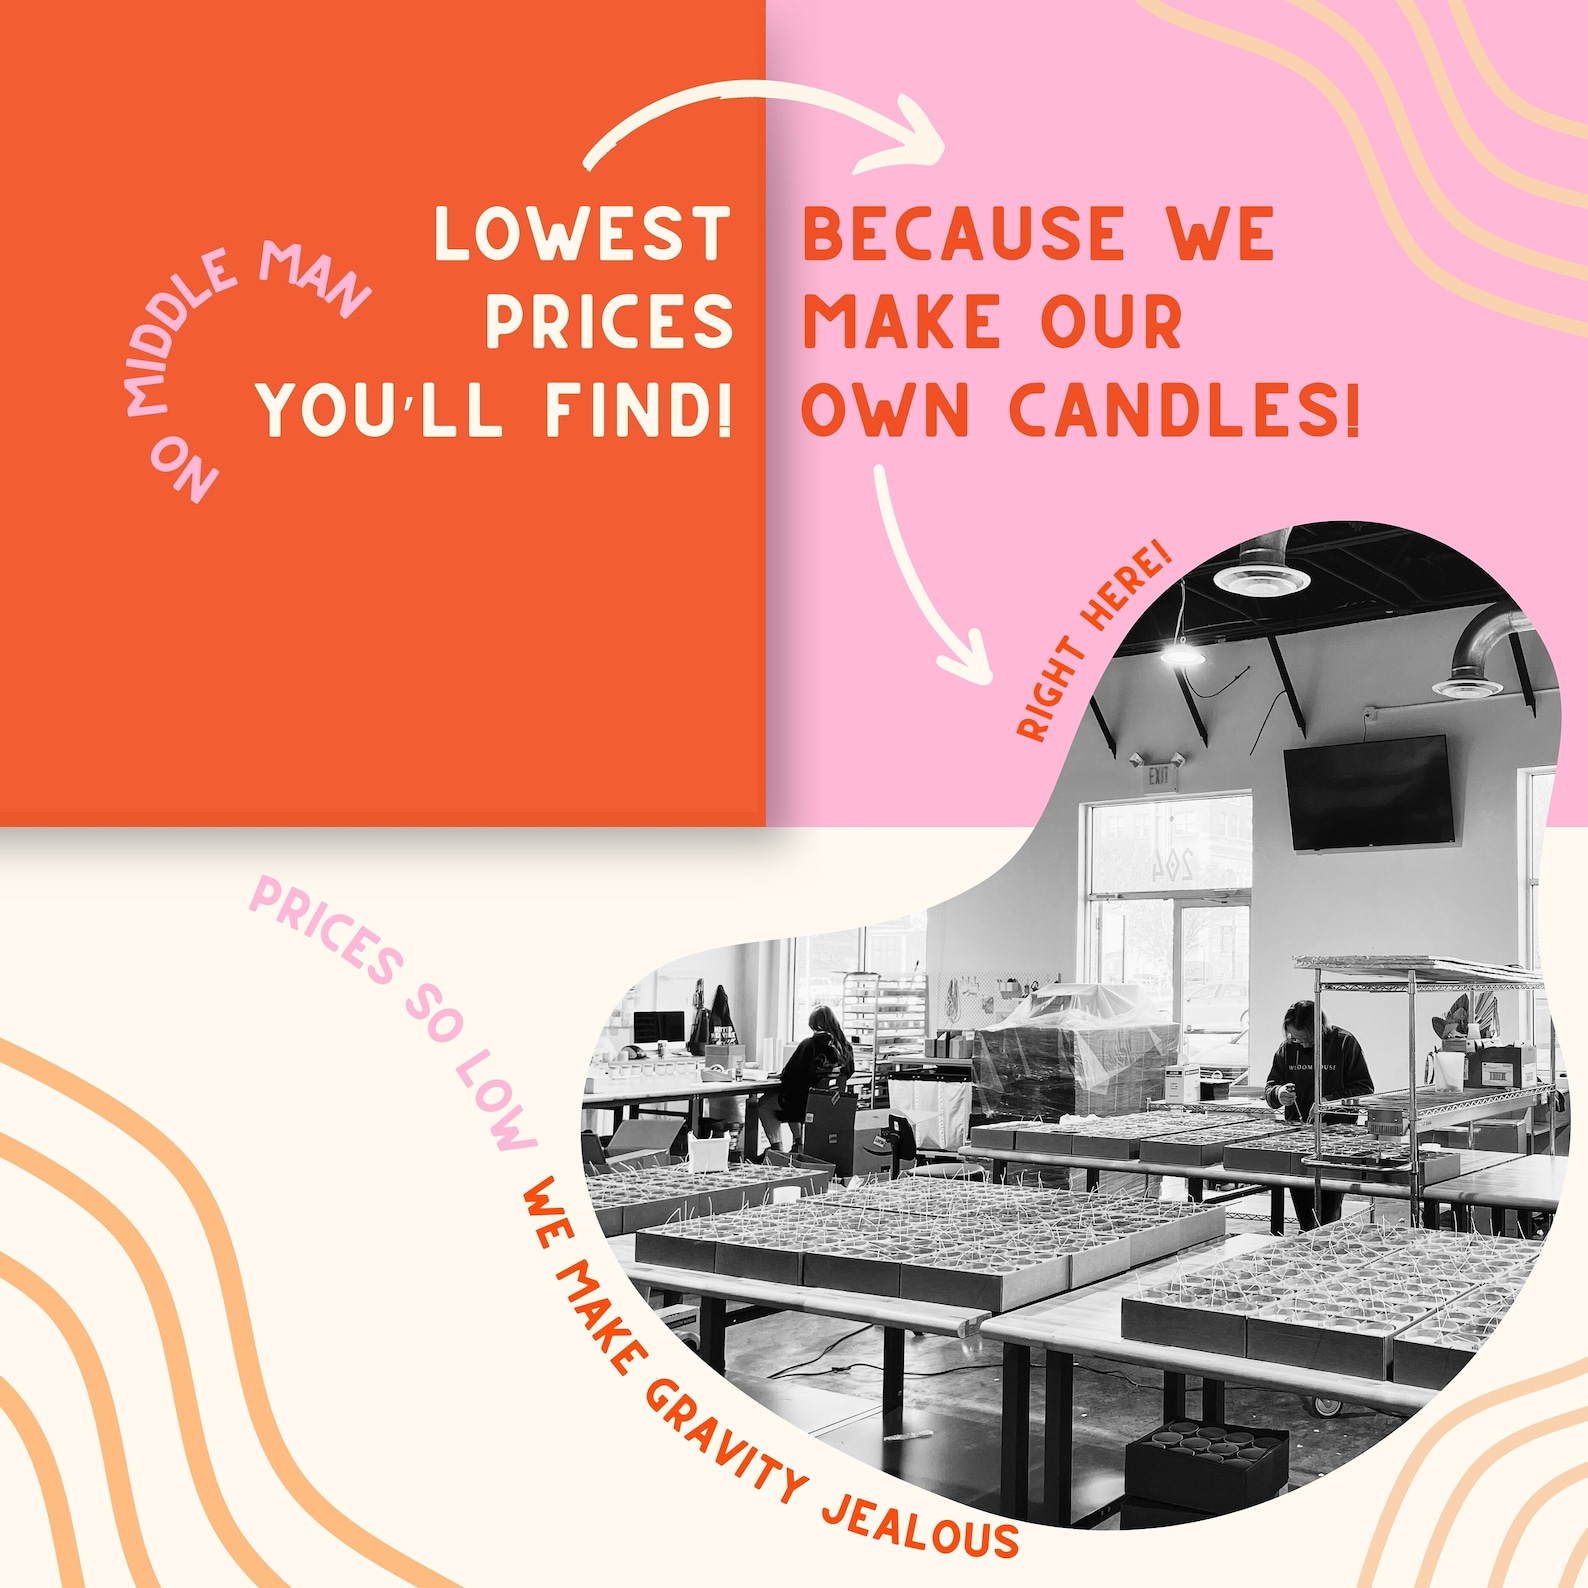 NO MIDDLE MAN
LOWEST
PRICES
YOU'LL FIND!
BECAUSE WE
MAKE OUR
OWN CANDLES!
RIGHT HERE!
EXIT
204
PRICES SO LOW WE MAKE GRAVITY JEALOUS